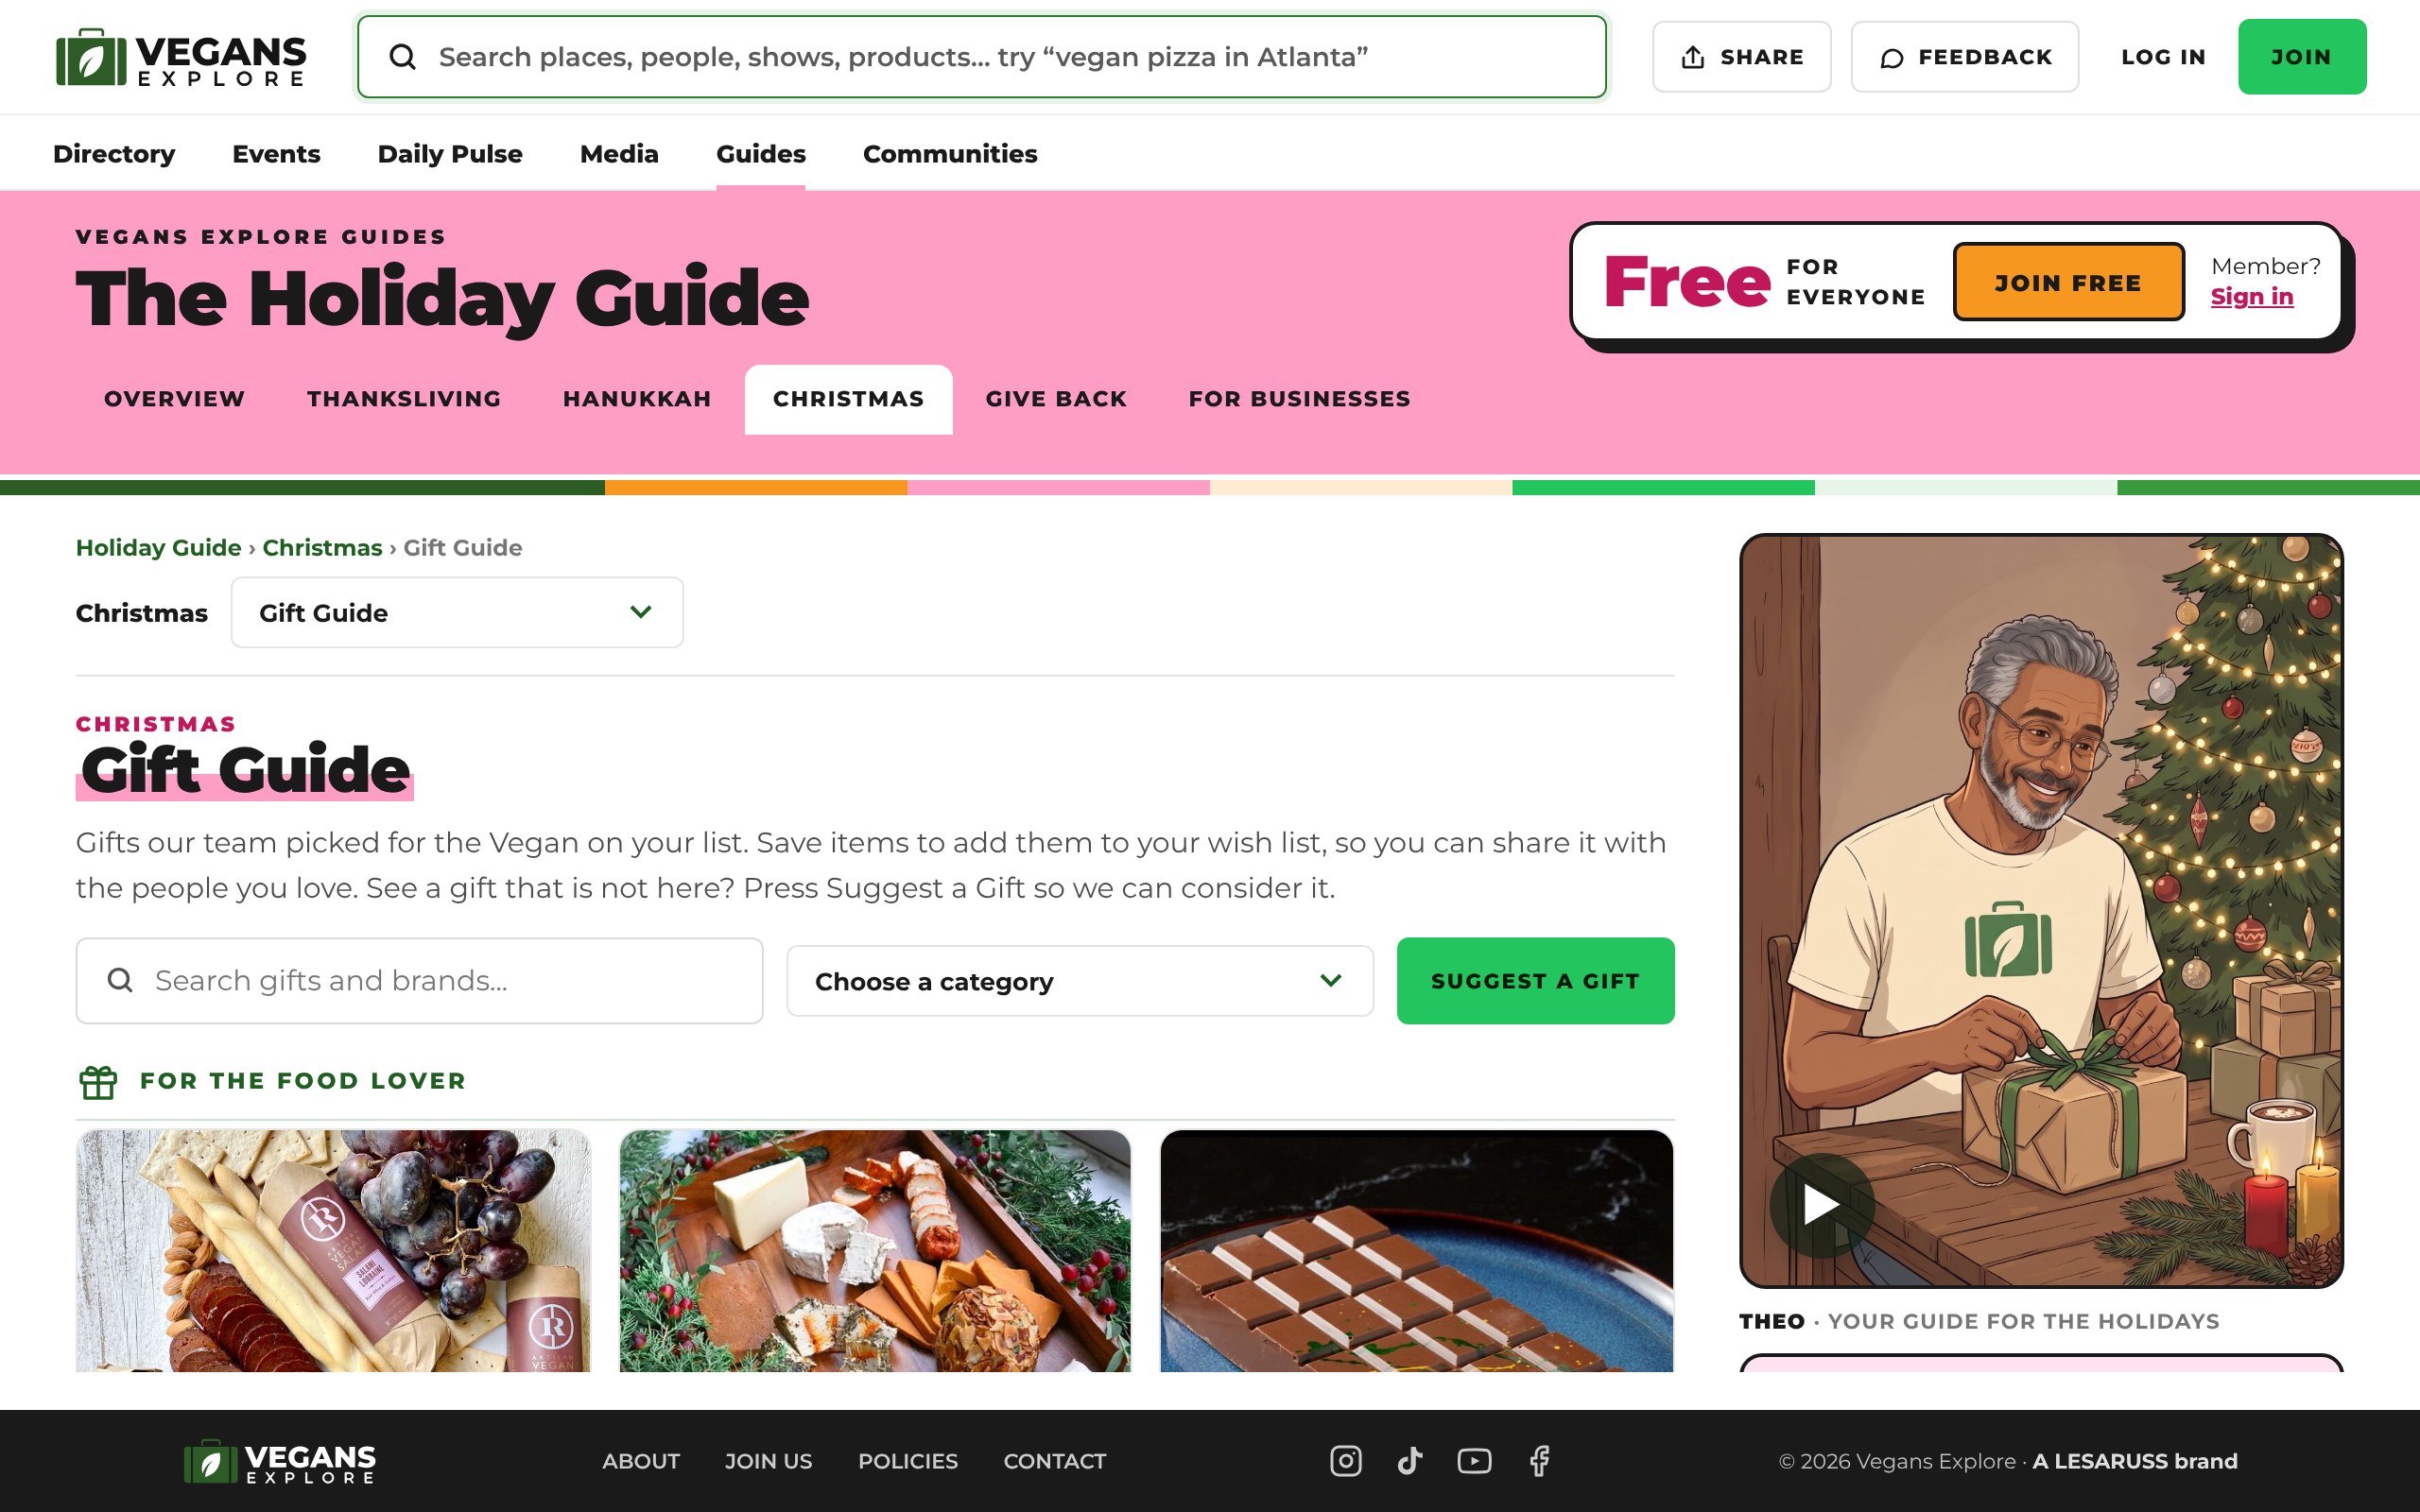 VEGANS
EXPLORE
Search places, people, shows, products... try “vegan pizza in Atlanta”
SHARE
FEEDBACK
LOG IN
JOIN
Directory
Events
Daily Pulse
Media
Guides
Communities
VEGANS EXPLORE GUIDES
The Holiday Guide
Free
FOR
EVERYONE
JOIN FREE
Member?
Sign in
OVERVIEW
THANKSLIVING
HANUKKAH
CHRISTMAS
GIVE BACK
FOR BUSINESSES
Holiday Guide › Christmas › Gift Guide
Christmas
Gift Guide
CHRISTMAS
Gift Guide
Gifts our team picked for the Vegan on your list. Save items to add them to your wish list, so you can share it with
the people you love. See a gift that is not here? Press Suggest a Gift so we can consider it.
Search gifts and brands...
Choose a category
SUGGEST A GIFT
FOR THE FOOD LOVER
R
SALAMI
LORRAINE
R
ARTISAN
VEGAN
THEO · YOUR GUIDE FOR THE HOLIDAYS
VEGANS
EXPLORE
ABOUT
JOIN US
POLICIES
CONTACT
© 2026 Vegans Explore · A LESARUSS brand